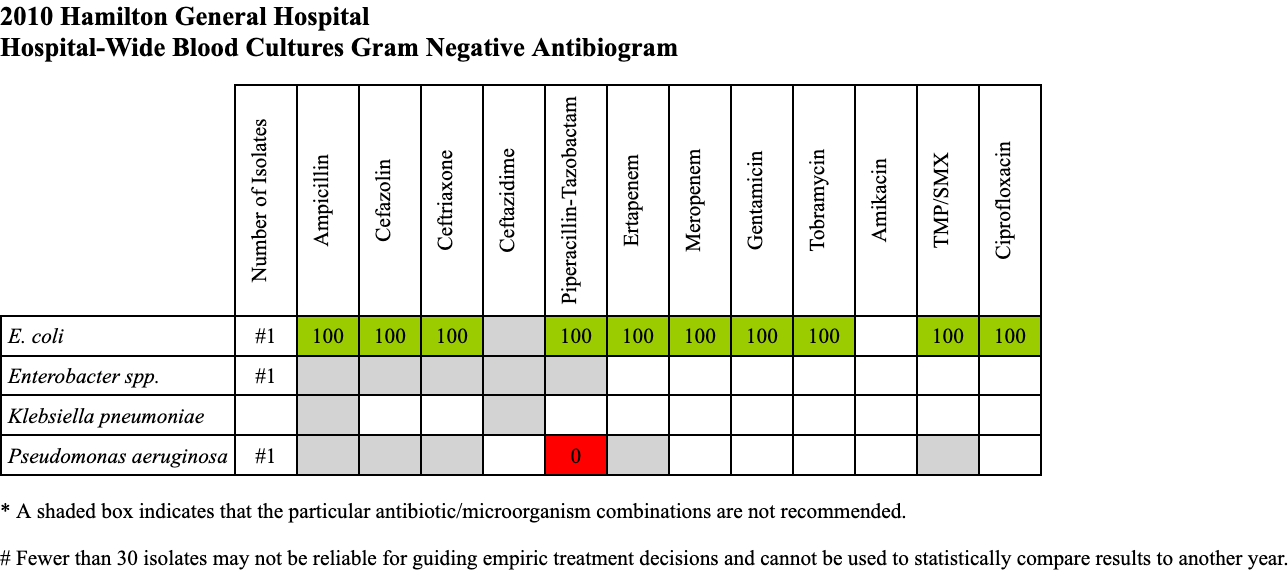 2010 Hamilton General Hospital
Hospital-Wide Blood Cultures Gram Negative Antibiogram
Number of Isolates Ampicillin Cefazolin Ceftriaxone Ceftazidime Piperacillin-Tazobactam Ertapenem Meropenem Gentamicin Tobramycin Amikacin TMP/SMX Ciprofloxacin
E. coli #1 100 100 100 100 100 100 100 100 100 100
Enterobacter spp. #1
Klebsiella pneumoniae
Pseudomonas aeruginosa #1 0
* A shaded box indicates that the particular antibiotic/microorganism combinations are not recommended.
# Fewer than 30 isolates may not be reliable for guiding empiric treatment decisions and cannot be used to statistically compare results to another year.